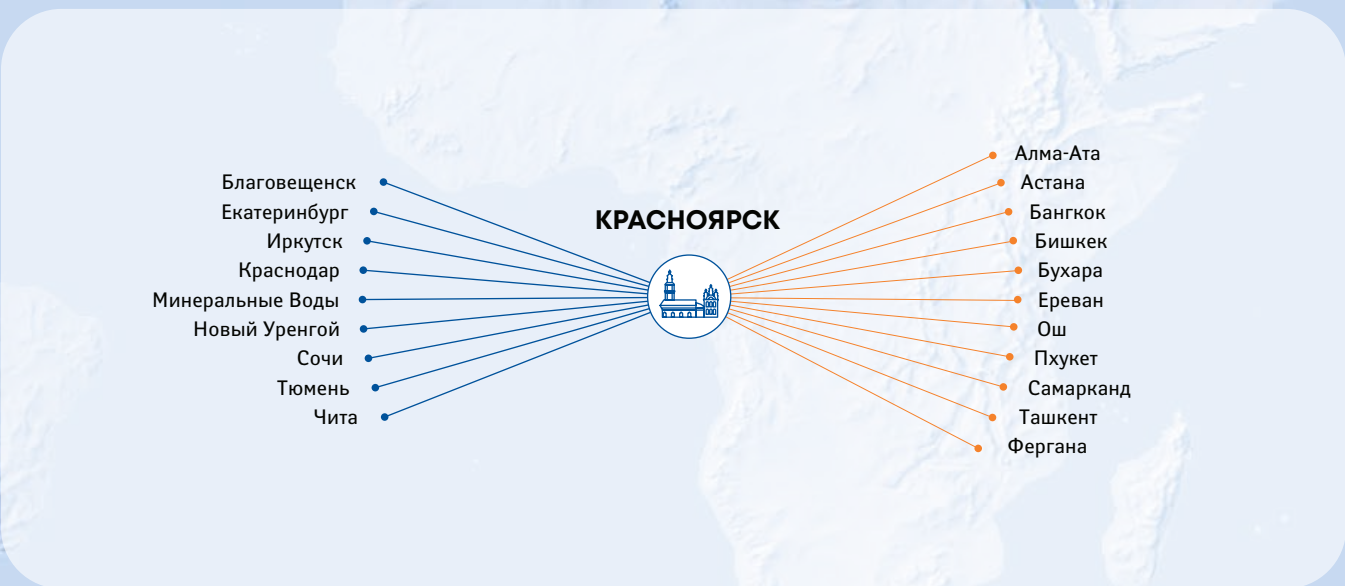 КРАСНОЯРСК
Благовещенск
Екатеринбург
Иркутск
Краснодар
Минеральные Воды
Новый Уренгой
Сочи
Тюмень
Чита
Алма-Ата
Астана
Бангкок
Бишкек
Бухара
Ереван
Ош
Пхукет
Самарканд
Ташкент
Фергана